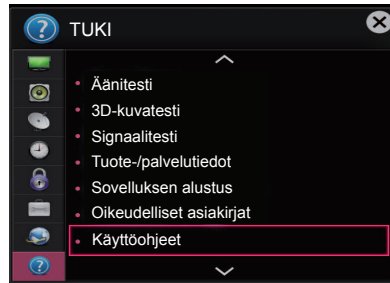 TUKI
Äänitesti
3D-kuvatesti
Signaalitesti
Tuote-/palvelutiedot
Sovelluksen alustus
Oikeudelliset asiakirjat
Käyttöohjeet